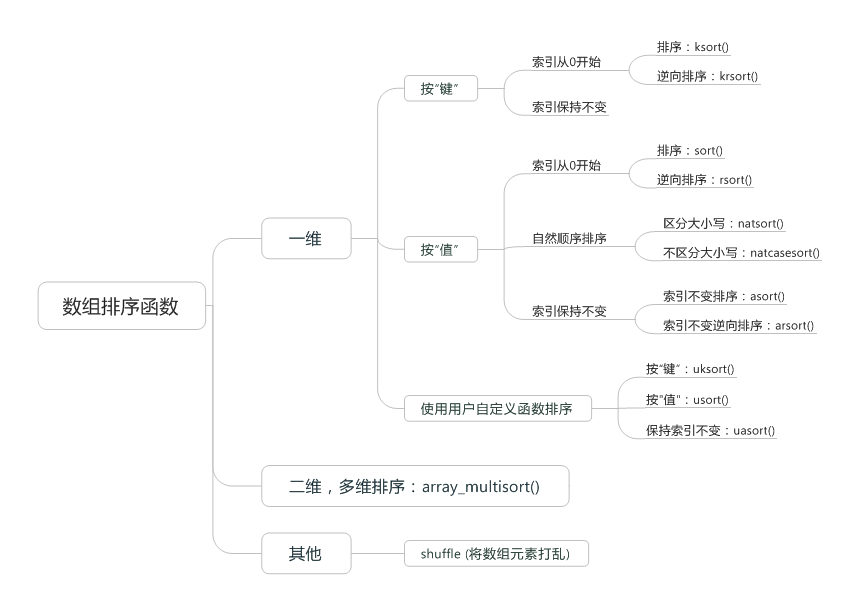 数组排序函数
一维
按"键"
索引从0开始
排序：ksort()
逆向排序：krsort()
索引保持不变
按"值"
索引从0开始
排序：sort()
逆向排序：rsort()
自然顺序排序
区分大小写：natsort()
不区分大小写：natcasesort()
索引保持不变
索引不变排序：asort()
索引不变逆向排序：arsort()
使用用户自定义函数排序
按"键"：uksort()
按"值"：usort()
保持索引不变：uasort()
二维，多维排序：array_multisort()
其他
shuffle (将数组元素打乱)